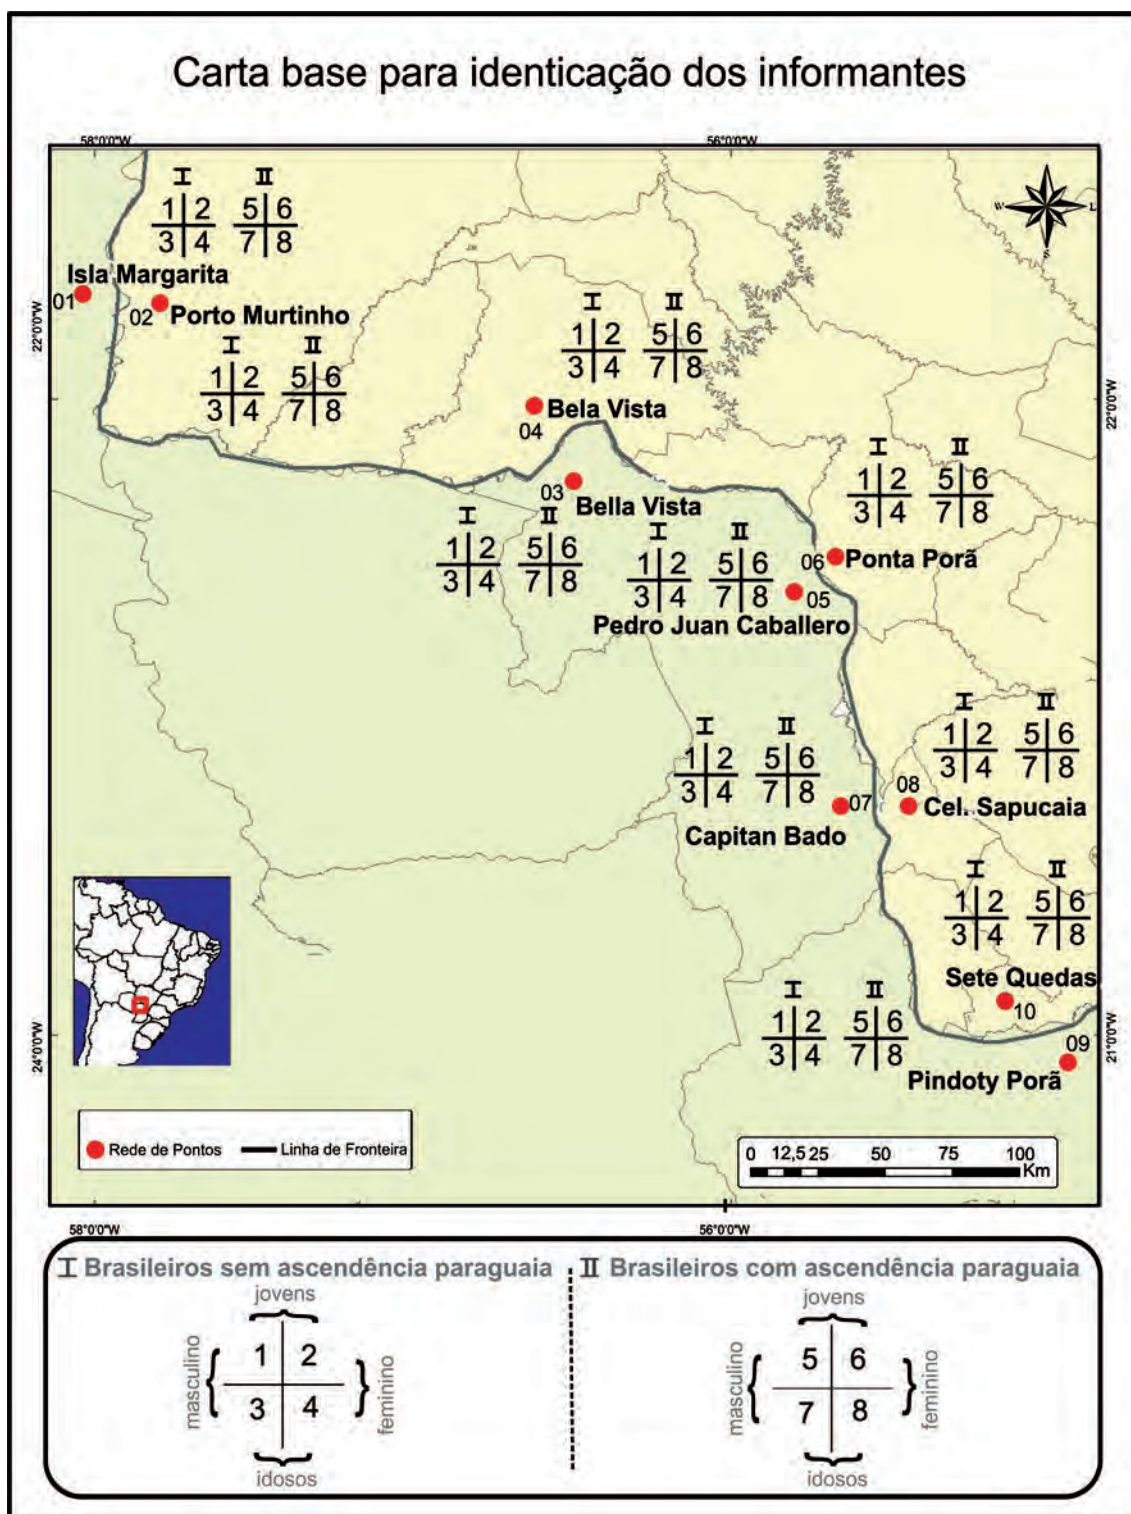 Carta base para identicação dos informantes
58°0'0"W 56°0'0"W
I II
1 2 5 6
3 4 7 8
Isla Margarita
01
02 Porto Murtinho
22°0'0"W
I II
1 2 5 6
3 4 7 8
I II
1 2 5 6
3 4 7 8
Bela Vista
04
22°0'0"W
03
Bella Vista
I II
1 2 5 6
3 4 7 8
I II
1 2 5 6
3 4 7 8
06 Ponta Porã
I II
1 2 5 6
3 4 7 8
05
Pedro Juan Caballero
I II
1 2 5 6
3 4 7 8
07
Capitan Bado
I II
1 2 5 6
3 4 7 8
08
Cel. Sapucaia
I II
1 2 5 6
3 4 7 8
Sete Quedas
10
I II
1 2 5 6
3 4 7 8
09
Pindoty Porã
24°0'0"W
21°0'0"W
W
S
Rede de Pontos Linha de Fronteira
0 12,5 25 50 75 100
Km
58°0'0"W 56°0'0"W
I Brasileiros sem ascendência paraguaia
jovens
masculino
1 2
3 4
feminino
idosos
II Brasileiros com ascendência paraguaia
jovens
masculino
5 6
7 8
feminino
idosos